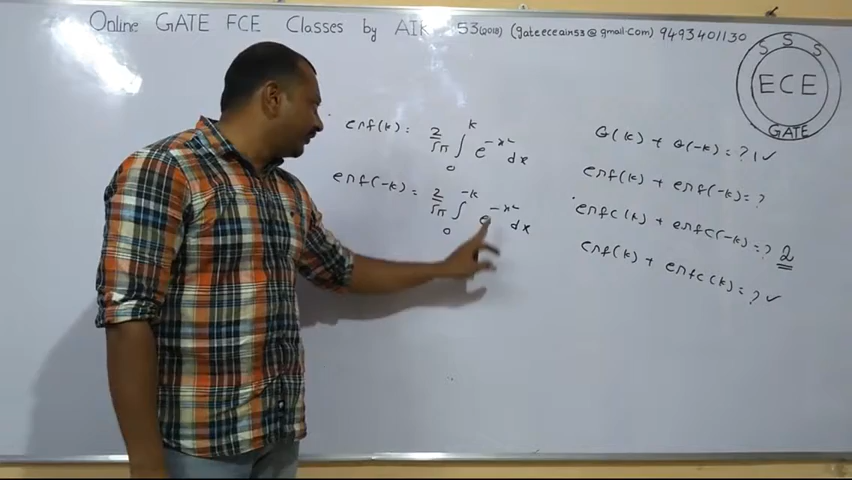 Online GATE ECE Classes by AIR 53(2018) (gateeceair53@gmail.com) 9493401130
SSS
ECE
GATE
erf(k) = 2/√π ∫₀ᵏ e^(-x²) dx
erf(-k) = 2/√π ∫₀^(-k) e^(-x²) dx
Q(k) + Q(-k) = ? 1 ✓
erf(k) + erf(-k) = ?
erfc(k) + erfc(-k) = ? 2
erf(k) + erfc(k) = ? ✓